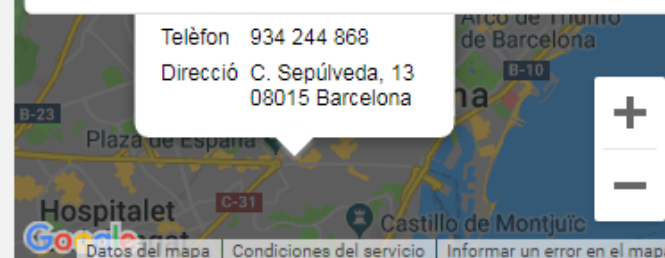 Arco de Triunfo
de Barcelona
Telèfon 934 244 868
Direcció C. Sepúlveda, 13
08015 Barcelona
B-10
na
B-23
Plaza de España
+
−
Hospitalet
C-31
Castillo de Montjuïc
Google
Datos del mapa
Condiciones del servicio
Informar un error en el mapa